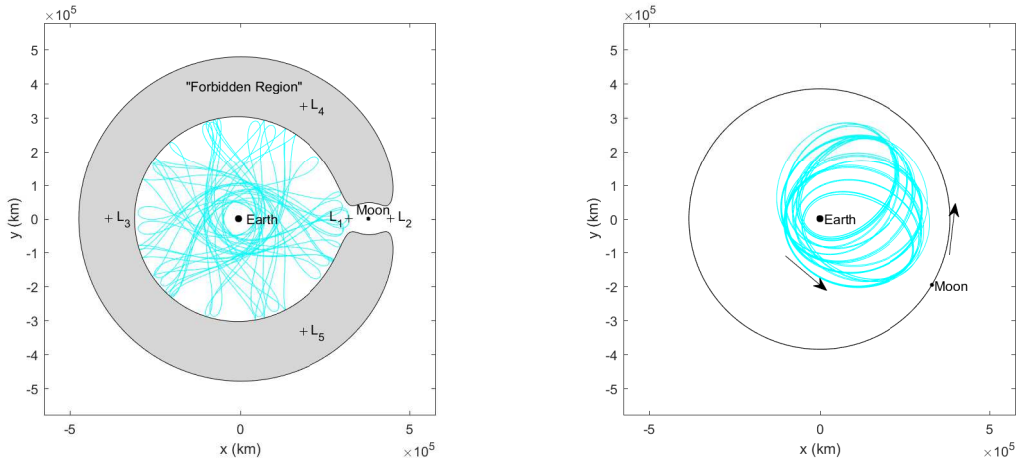 ×10⁵
5
4
3
2
1
0
-1
-2
-3
-4
-5
y (km)
"Forbidden Region"
+ L₄
+ L₃
Earth
L₁ +
Moon
+ L₂
+ L₅
-5
0
5
x (km)
×10⁵
×10⁵
5
4
3
2
1
0
-1
-2
-3
-4
-5
y (km)
Earth
Moon
-5
0
5
x (km)
×10⁵